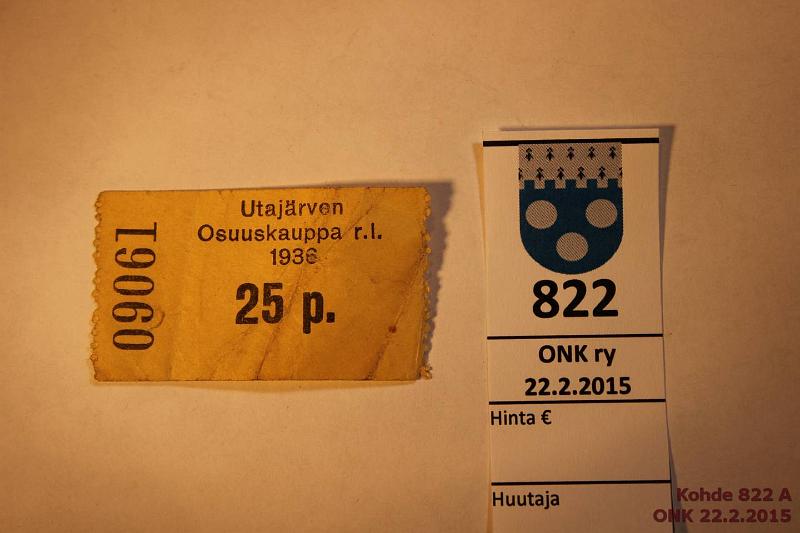 09061
Utajärven
Osuuskauppa r.l.
1936
25 p.
822
ONK ry
22.2.2015
Hinta €
Huutaja
Kohde 822 A
ONK 22.2.2015